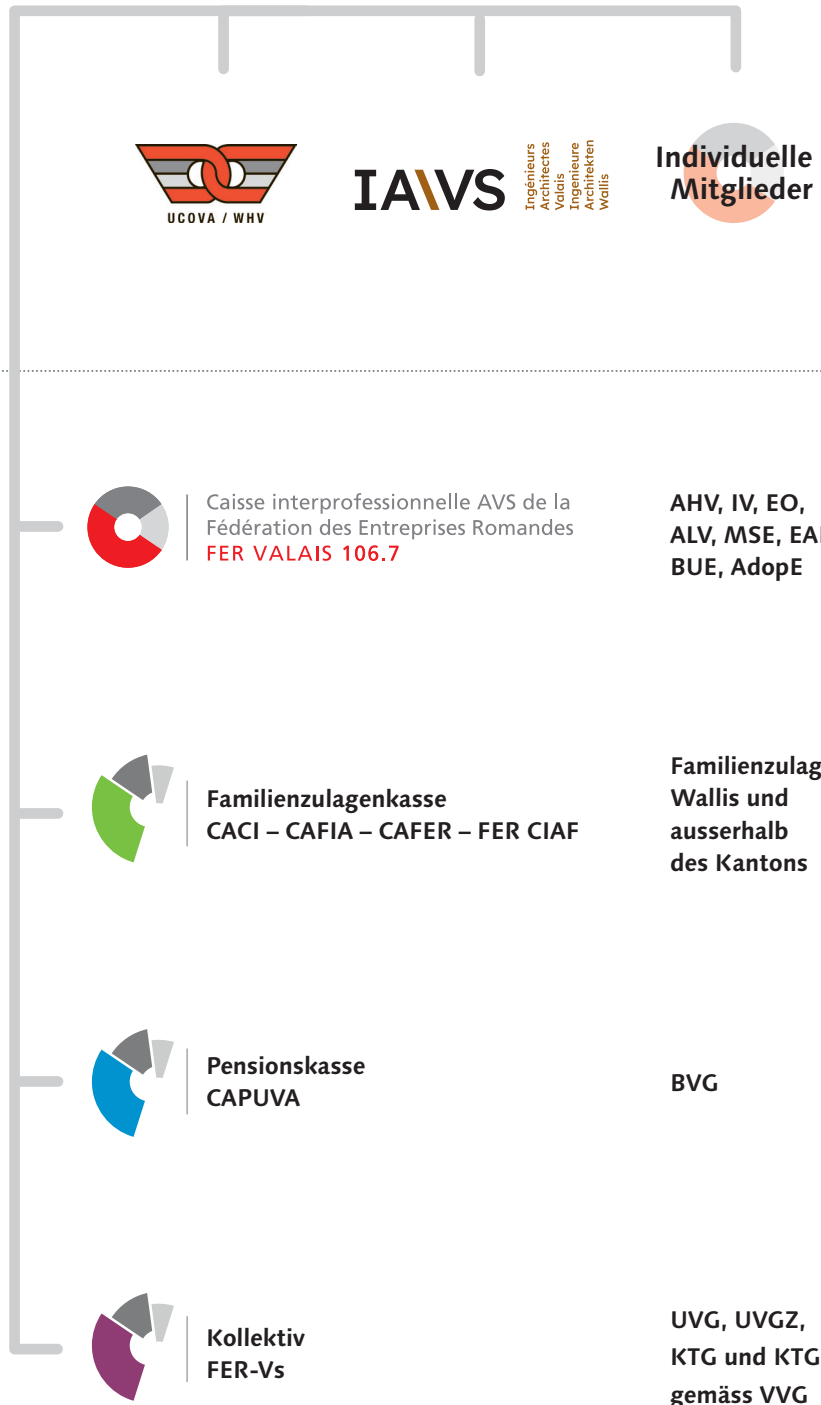 UCOVA / WHV
IAVS
Ingénieurs
Architectes
Valais
Ingenieure
Architekten
Wallis
Individuelle
Mitglieder
Caisse interprofessionnelle AVS de la
Fédération des Entreprises Romandes
FER VALAIS 106.7
AHV, IV, EO,
ALV, MSE,
BUE, AdopE
Familienzulagenkasse
CACI – CAFIA – CAFER – FER CIAF
Familienzulag
Wallis und
ausserhalb
des Kantons
Pensionskasse
CAPUVA
BVG
Kollektiv
FER-Vs
UVG, UVGZ,
KTG und KTG
gemäss VVG